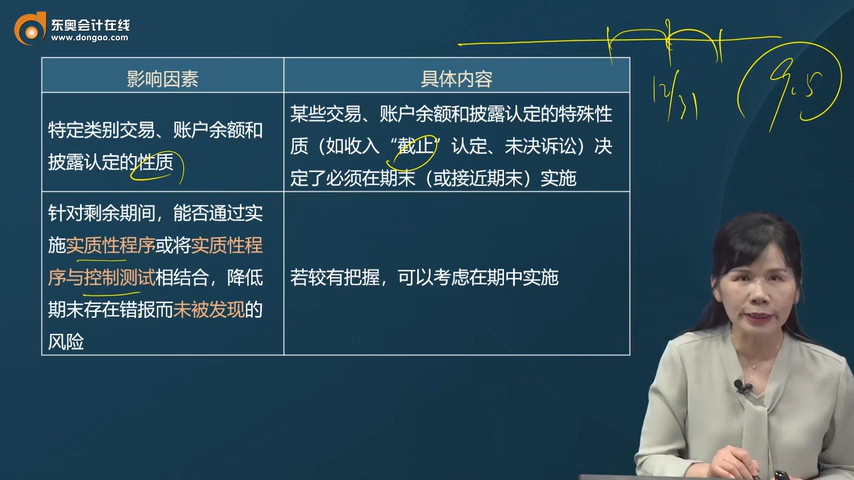 东奥会计在线
www.dongao.com
影响因素
具体内容
特定类别交易、账户余额和
披露认定的性质
某些交易、账户余额和披露认定的特殊性
质（如收入“截止”认定、未决诉讼）决
定了必须在期末（或接近期末）实施
针对剩余期间，能否通过实
施实质性程序或将实质性程
序与控制测试相结合，降低
期末存在错报而未被发现的
风险
若较有把握，可以考虑在期中实施
12/31
9.5